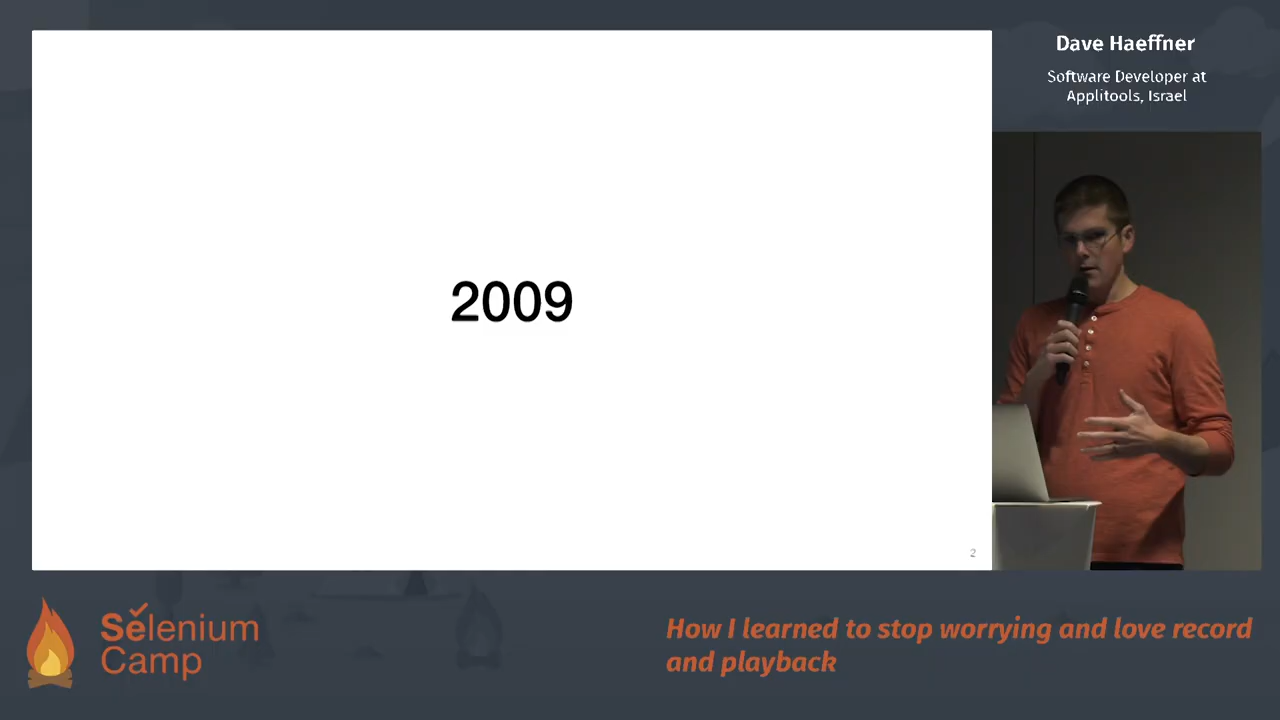 Dave Haeffner
Software Developer at
Applitools, Israel
2009
2
Selenium
Camp
How I learned to stop worrying and love record
and playback